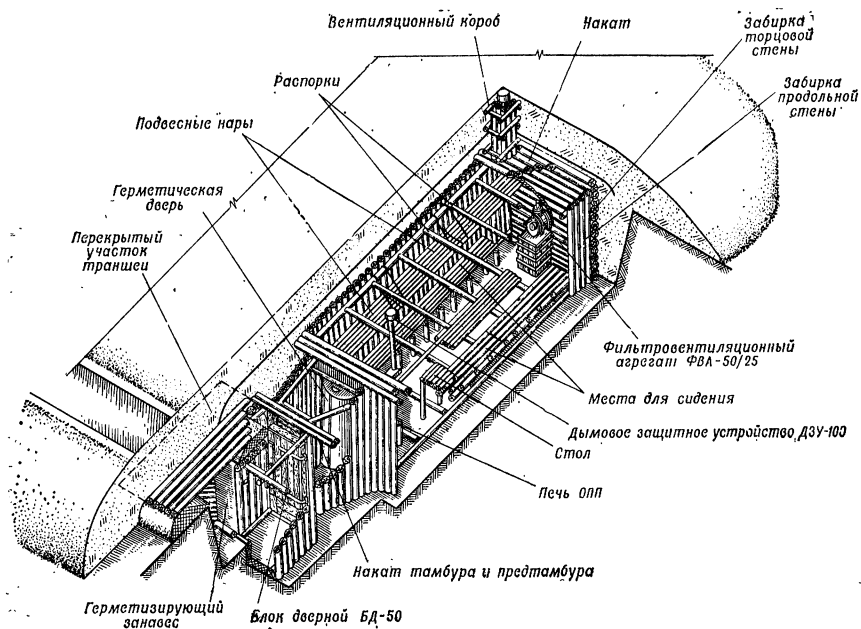 Вентиляционный короб
Накат
Забирка
торцовой
стены
Распорки
Забирка
продольной
стены
Подвесные нары
Герметическая
дверь
Перекрытый
участок
траншеи
Фильтровентиляционный
агрегат ФВА-50/25
Места для сидения
Дымовое защитное устройство ДЗУ-100
Стол
Печь ОПП
Накат тамбура и предтамбура
Герметизирующий
занавес
Блок дверной БД-50